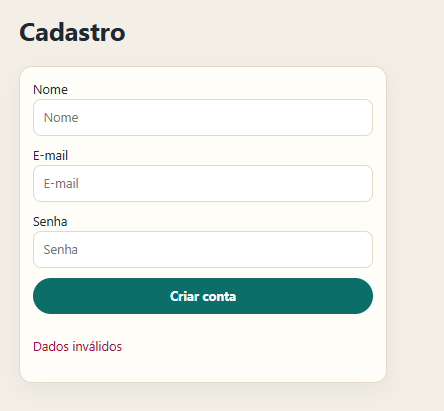 Cadastro
Nome
Nome
E-mail
E-mail
Senha
Senha
Criar conta
Dados inválidos